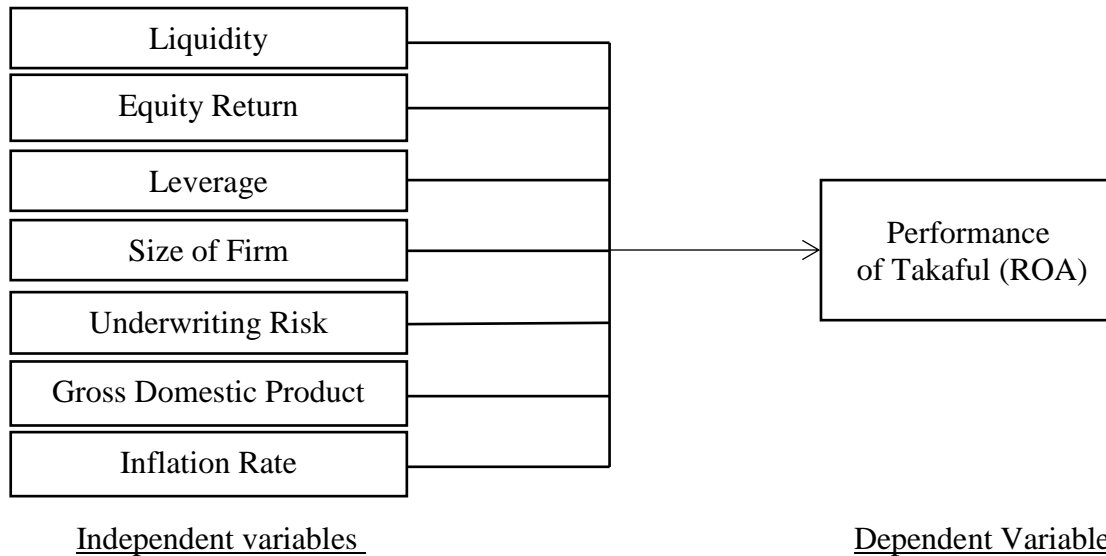 Liquidity
Equity Return
Leverage
Size of Firm
Underwriting Risk
Gross Domestic Product
Inflation Rate
Performance
of Takaful (ROA)
Independent variables
Dependent Variable